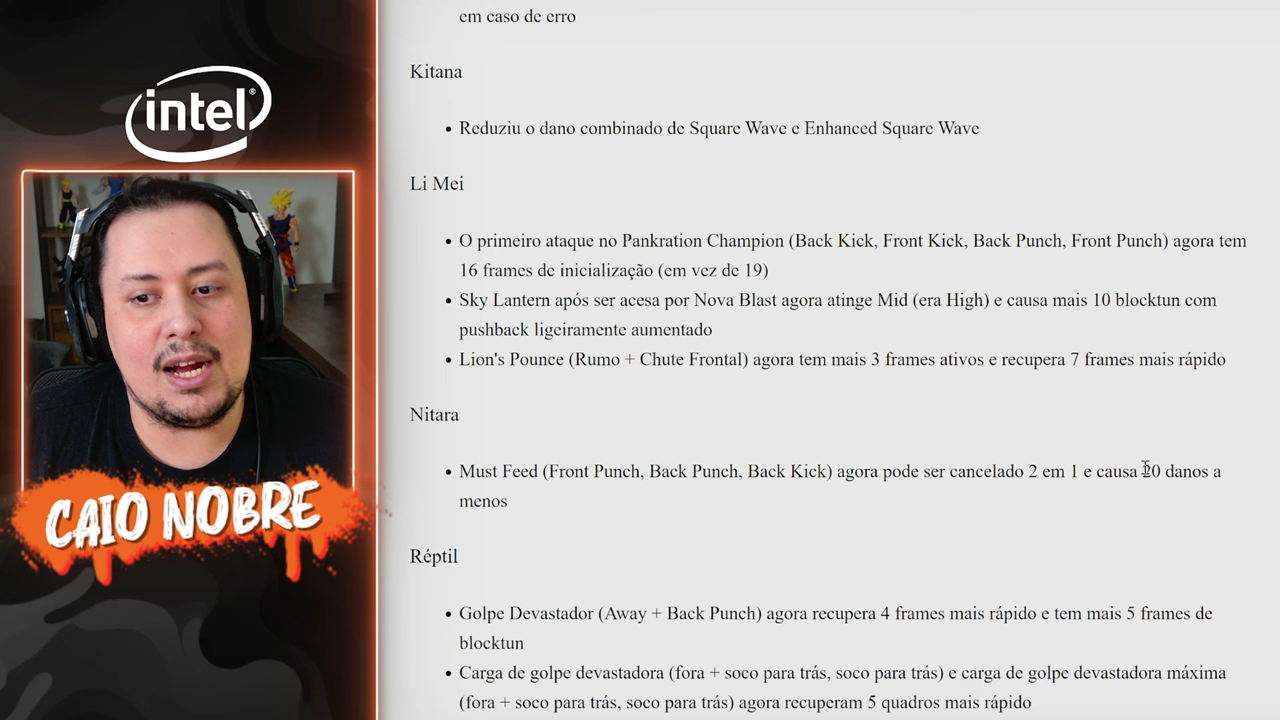 em caso de erro
intel®
Kitana
Reduziu o dano combinado de Square Wave e Enhanced Square Wave
Li Mei
O primeiro ataque no Pankration Champion (Back Kick, Front Kick, Back Punch, Front Punch) agora tem
16 frames de inicialização (em vez de 19)
Sky Lantern após ser acesa por Nova Blast agora atinge Mid (era High) e causa mais 10 blocktun com
pushback ligeiramente aumentado
Lion's Pounce (Rumo + Chute Frontal) agora tem mais 3 frames ativos e recupera 7 frames mais rápido
Nitara
Must Feed (Front Punch, Back Punch, Back Kick) agora pode ser cancelado 2 em 1 e causa danos a
menos
CAIO NOBRE
Réptil
Golpe Devastador (Away + Back Punch) agora recupera 4 frames mais rápido e tem mais 5 frames de
blocktun
Carga de golpe devastadora (fora + soco para trás, soco para trás) e carga de golpe devastadora máxima
(fora + soco para trás, soco para trás) agora recuperam 5 quadros mais rápido